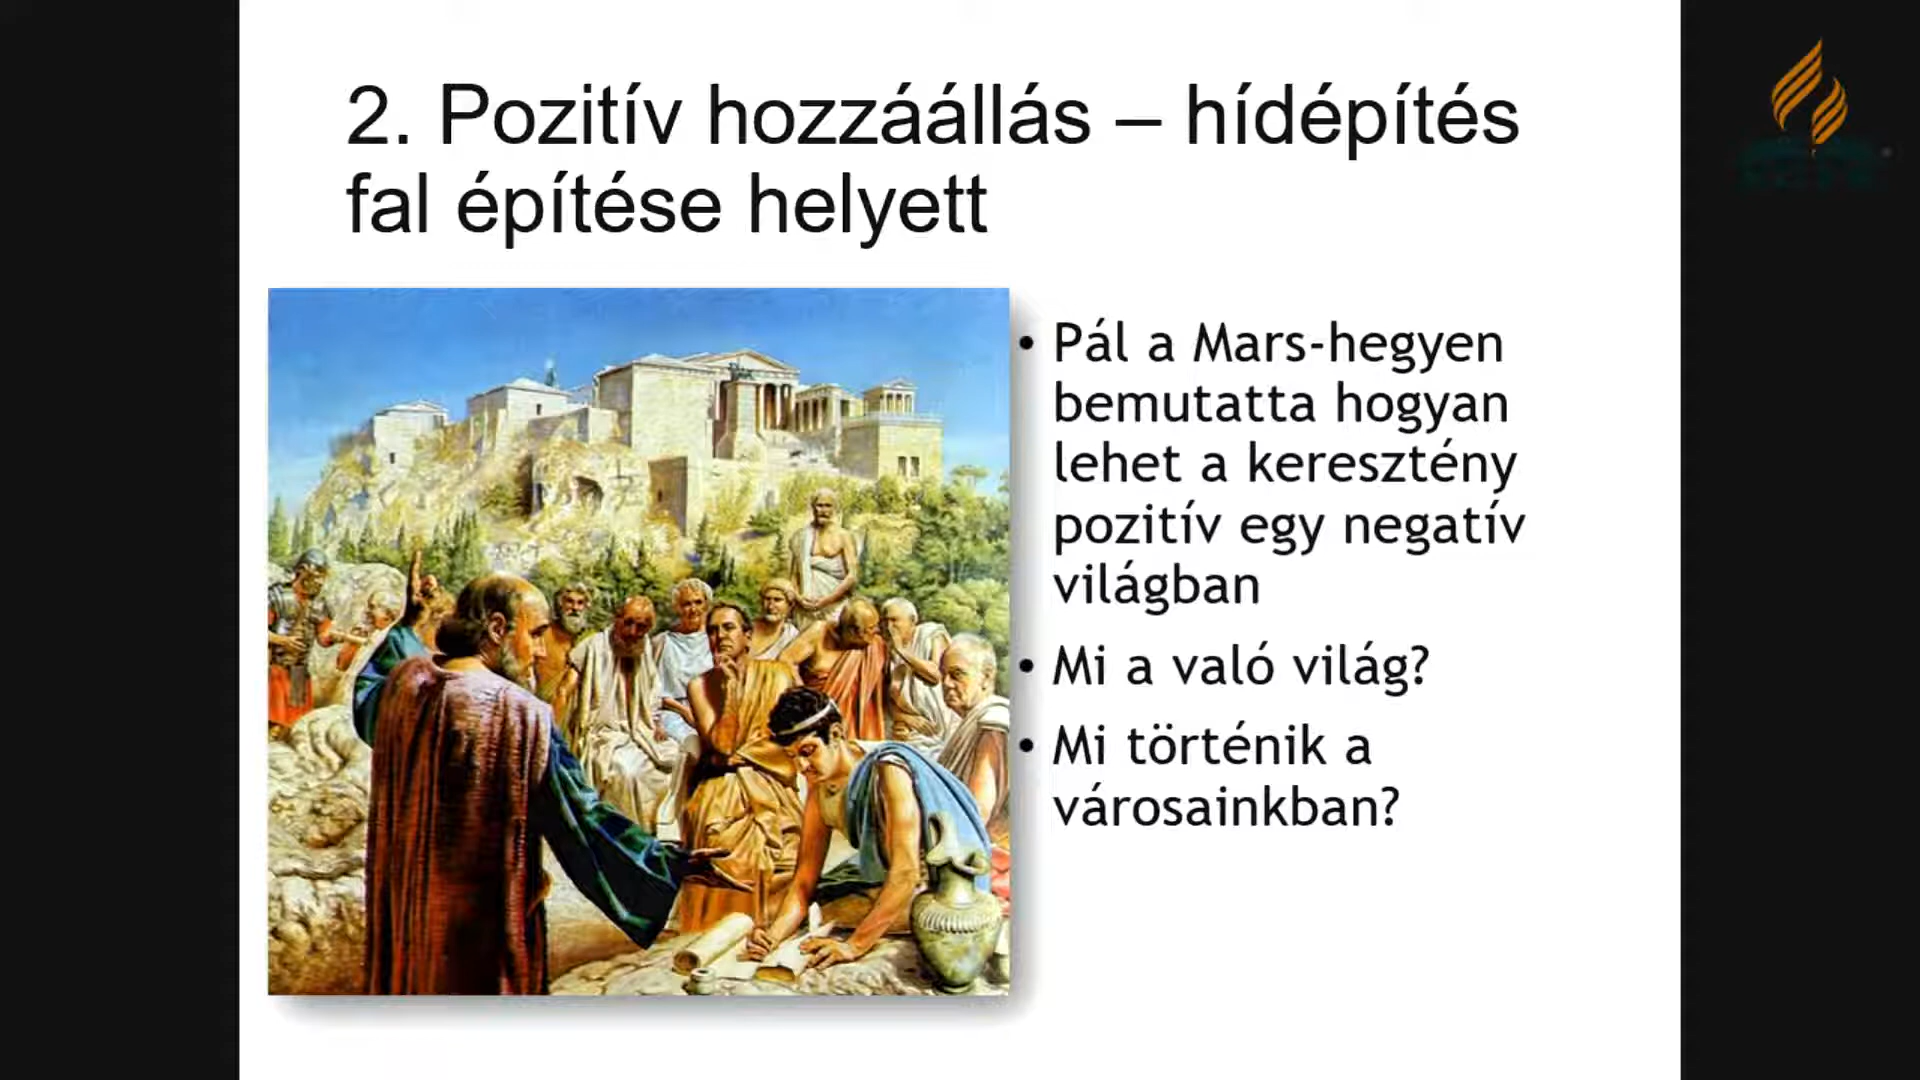 2. Pozitív hozzáállás – hídépítés
fal építése helyett
• Pál a Mars-hegyen
bemutatta hogyan
lehet a keresztény
pozitív egy negatív
világban
• Mi a való világ?
• Mi történik a
városainkban?